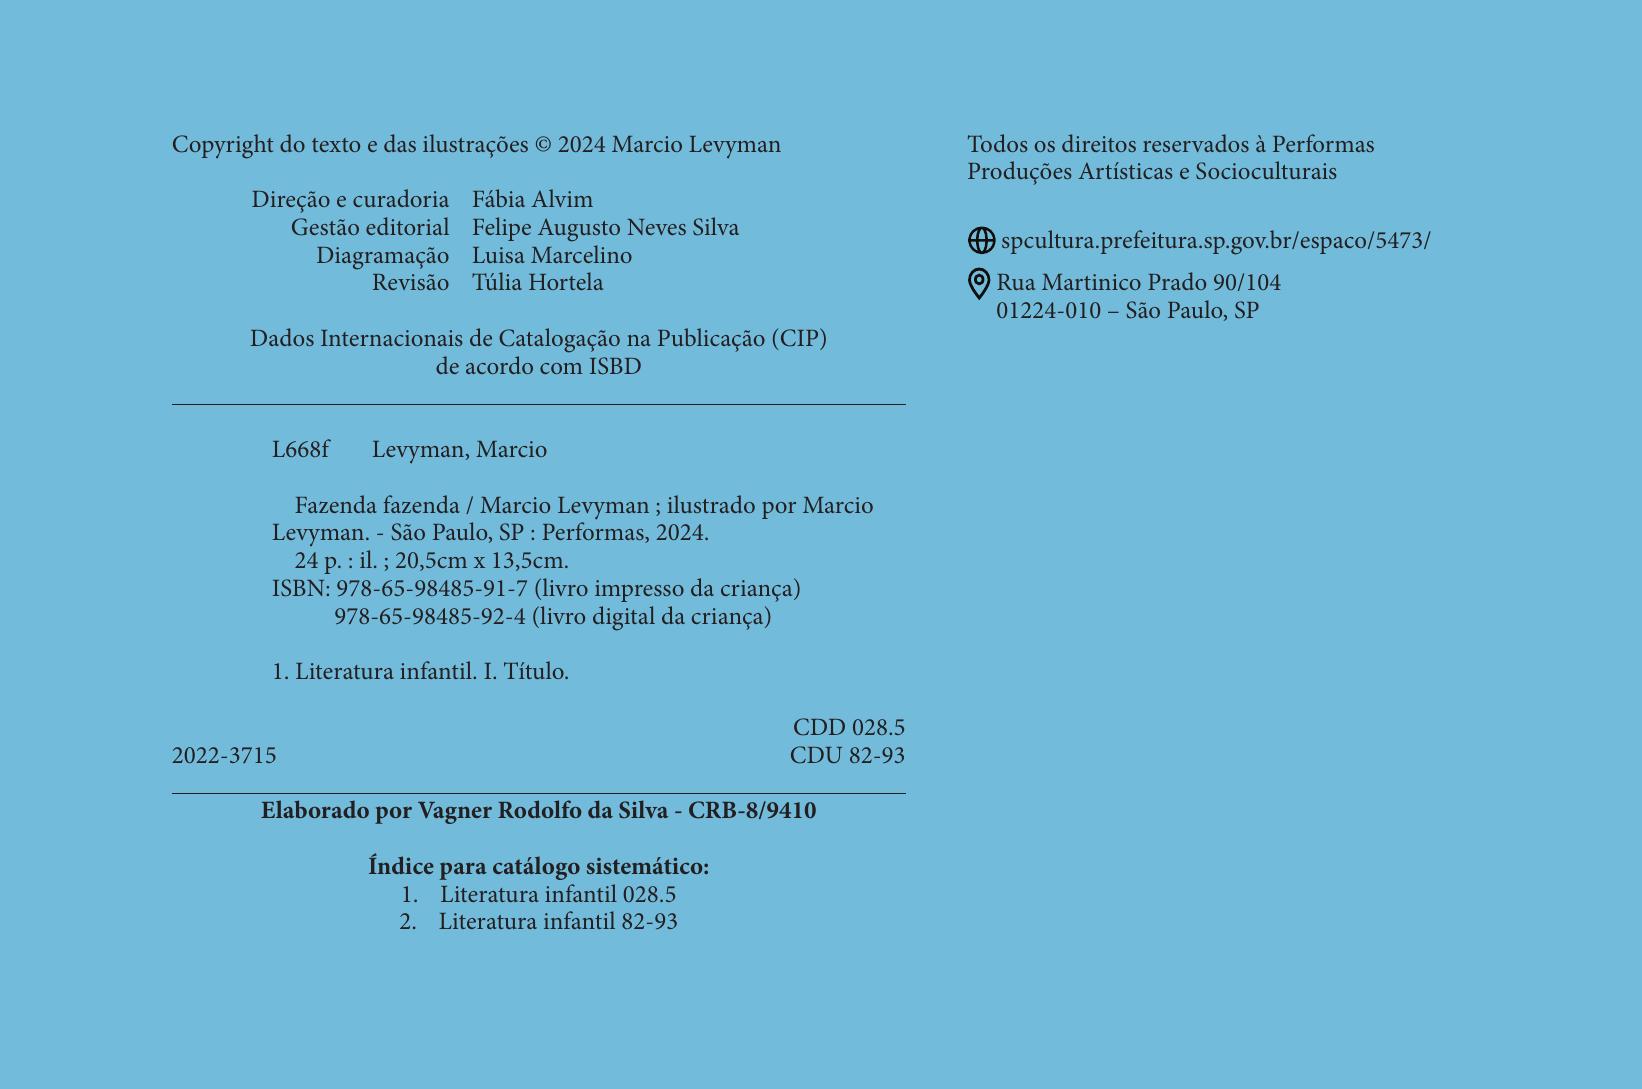 Copyright do texto e das ilustrações © 2024 Marcio Levyman
Direção e curadoria Fábia Alvim
Gestão editorial Felipe Augusto Neves Silva
Diagramação Luisa Marcelino
Revisão Túlia Hortela
Dados Internacionais de Catalogação na Publicação (CIP)
de acordo com ISBD
L668f Levyman, Marcio
Fazenda fazenda / Marcio Levyman ; ilustrado por Marcio
Levyman. - São Paulo, SP : Performas, 2024.
24 p. : il. ; 20,5cm x 13,5cm.
ISBN: 978-65-98485-91-7 (livro impresso da criança)
978-65-98485-92-4 (livro digital da criança)
1. Literatura infantil. I. Título.
CDD 028.5
2022-3715 CDU 82-93
Elaborado por Vagner Rodolfo da Silva - CRB-8/9410
Índice para catálogo sistemático:
1. Literatura infantil 028.5
2. Literatura infantil 82-93
Todos os direitos reservados à Performas
Produções Artísticas e Socioculturais
spcultura.prefeitura.sp.gov.br/espaco/5473/
Rua Martinico Prado 90/104
01224-010 – São Paulo, SP